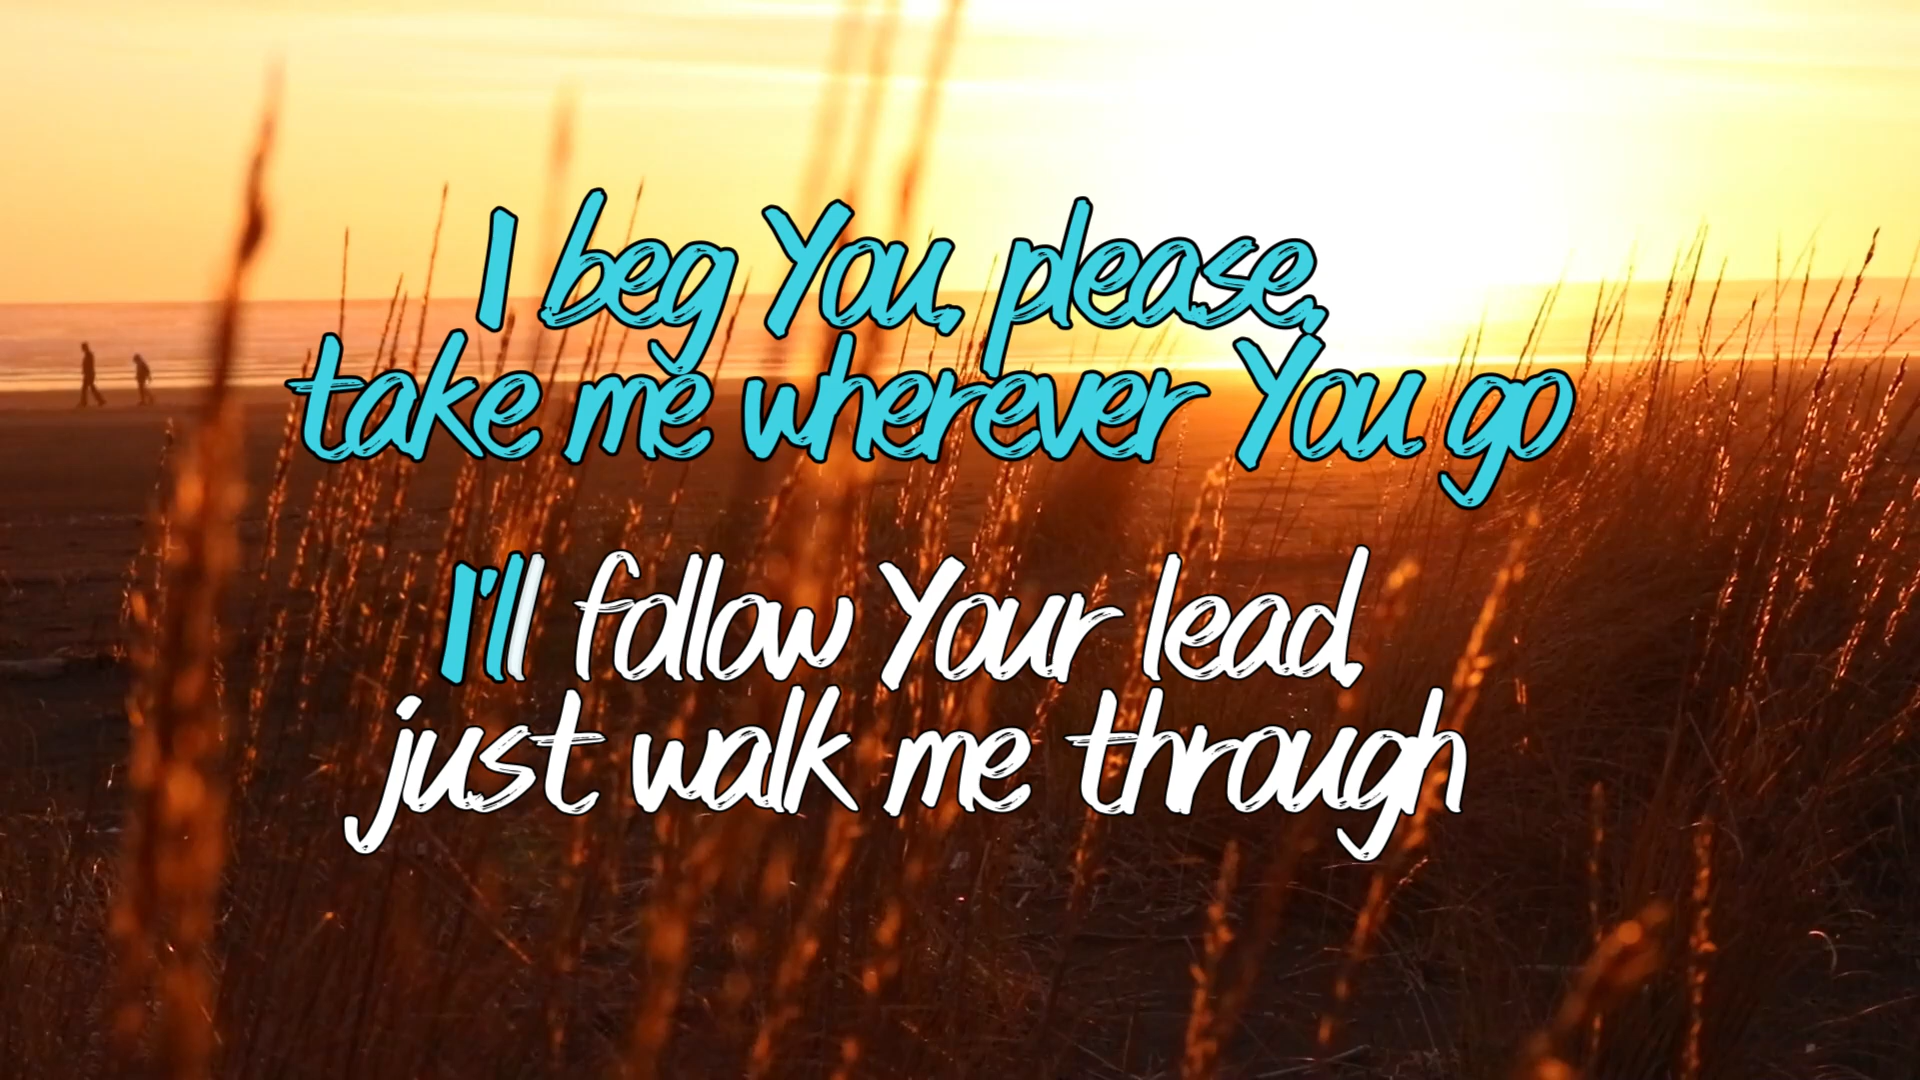 I beg You, please,
take me wherever You go
I'll follow Your lead,
just walk me through